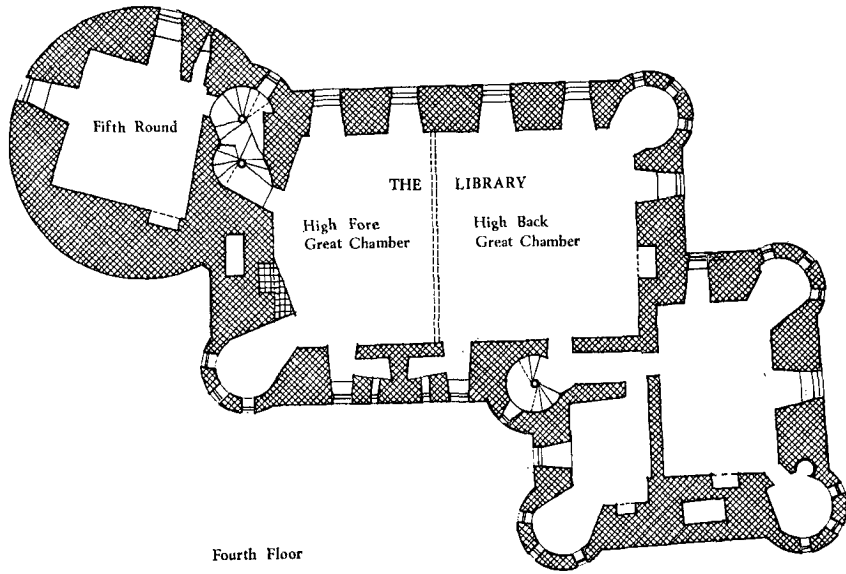 Fifth Round
THE LIBRARY
High Fore
Great Chamber
High Back
Great Chamber
Fourth Floor